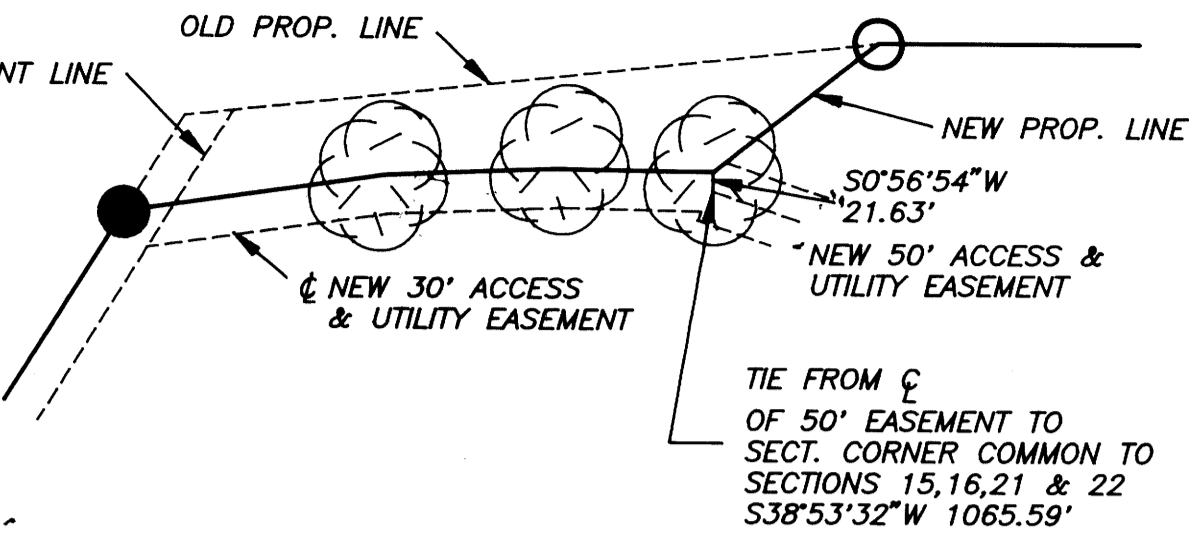 OLD PROP. LINE
NT LINE
NEW PROP. LINE
S0°56'54"W
21.63'
NEW 50' ACCESS &
UTILITY EASEMENT
℄ NEW 30' ACCESS
& UTILITY EASEMENT
TIE FROM ℄
OF 50' EASEMENT TO
SECT. CORNER COMMON TO
SECTIONS 15,16,21 & 22
S38°53'32"W 1065.59'